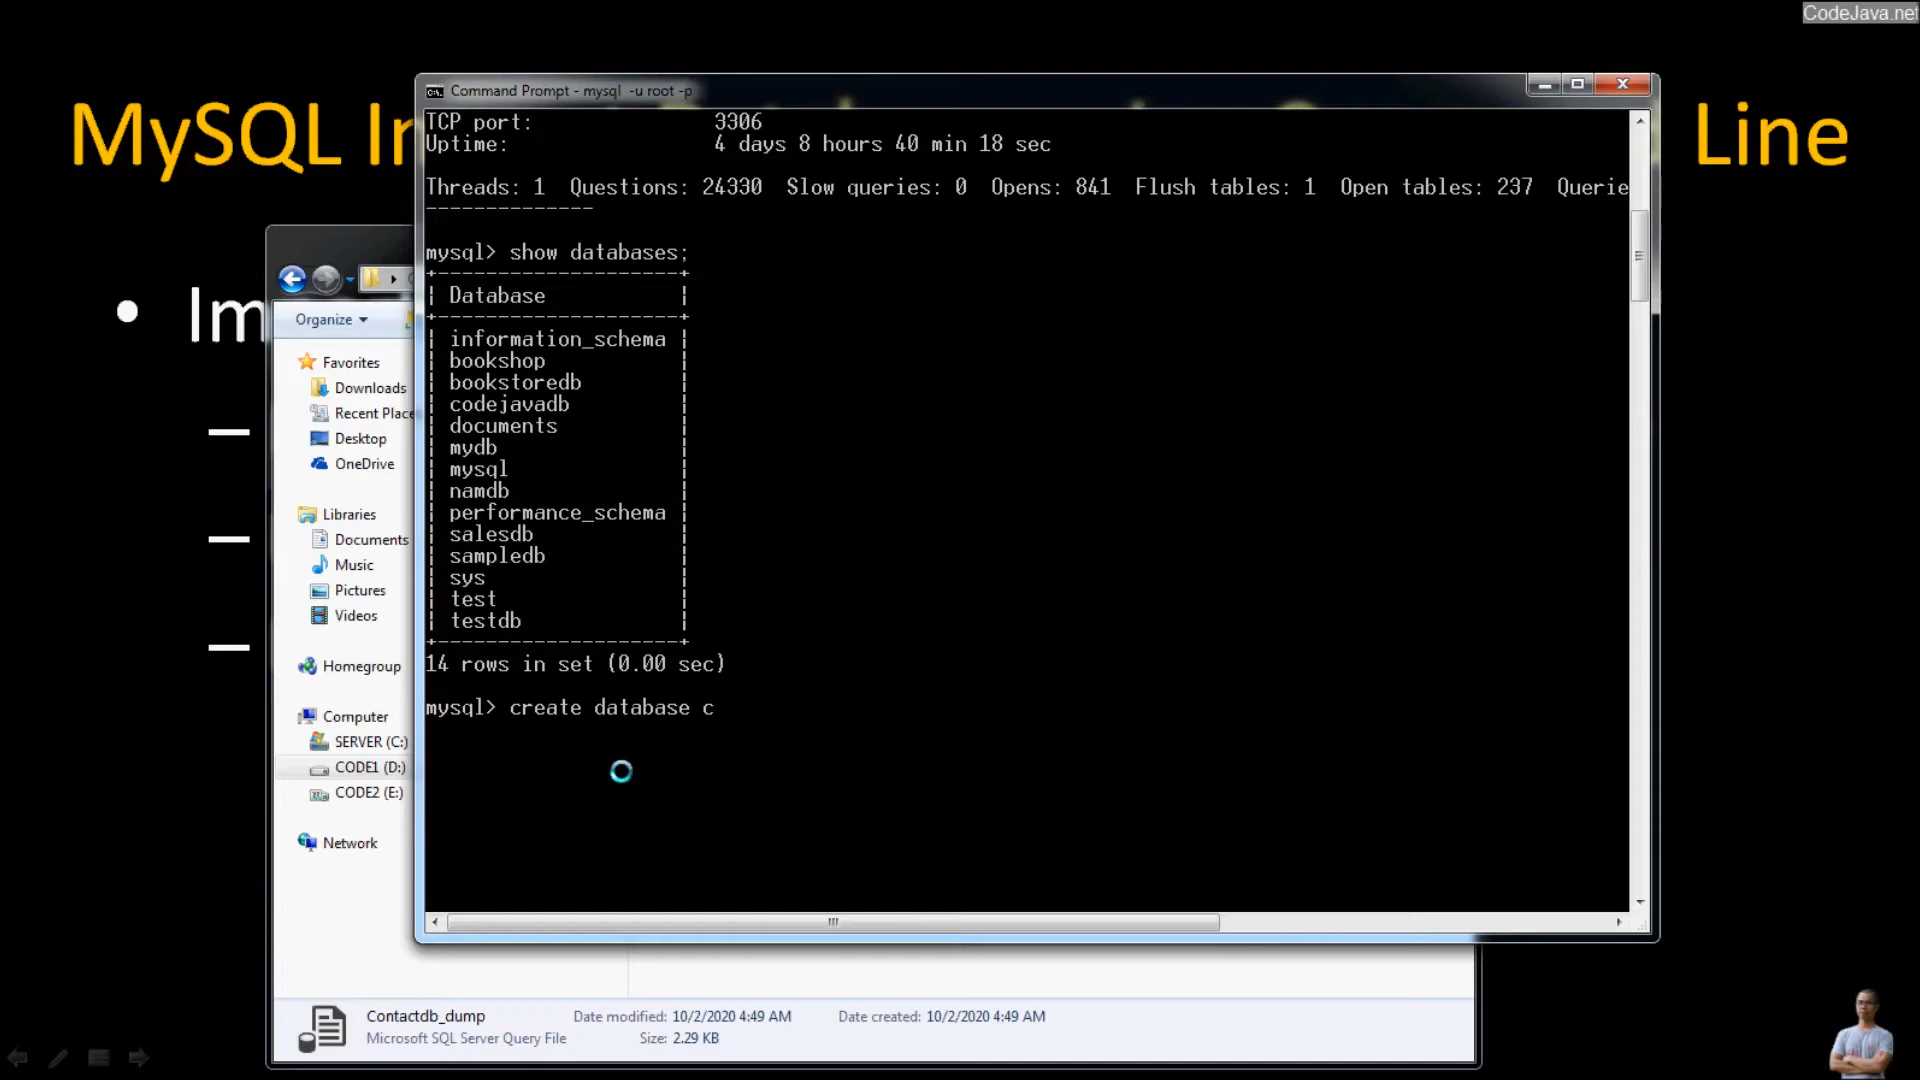 CodeJava.net
MySQL Line
Im
Command Prompt - mysql -u root -p
TCP port: 3306
Uptime: 4 days 8 hours 40 min 18 sec
Threads: 1 Questions: 24330 Slow queries: 0 Opens: 841 Flush tables: 1 Open tables: 237 Querie
--------------
mysql> show databases;
+--------------------+
| Database |
+--------------------+
| information_schema |
| bookshop |
| bookstoredb |
| codejavadb |
| documents |
| mydb |
| mysql |
| namdb |
| performance_schema |
| salesdb |
| sampledb |
| sys |
| test |
| testdb |
+--------------------+
14 rows in set (0.00 sec)
mysql> create database c
Organize
Favorites
Downloads
Recent Place
Desktop
OneDrive
Libraries
Documents
Music
Pictures
Videos
Homegroup
Computer
SERVER (C:)
CODE1 (D:)
CODE2 (E:)
Network
Contactdb_dump Date modified: 10/2/2020 4:49 AM Date created: 10/2/2020 4:49 AM
Microsoft SQL Server Query File Size: 2.29 KB